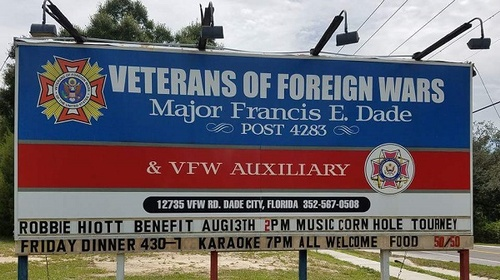 VETERANS OF FOREIGN WARS
Major Francis E. Dade
POST 4283
& VFW AUXILIARY
12735 VFW RD. DADE CITY, FLORIDA 352-567-0508
ROBBIE HIOTT BENEFIT AUG13TH 2PM MUSIC CORN HOLE TOURNEY
FRIDAY DINNER 430-7 KARAOKE 7PM ALL WELCOME FOOD 50/50